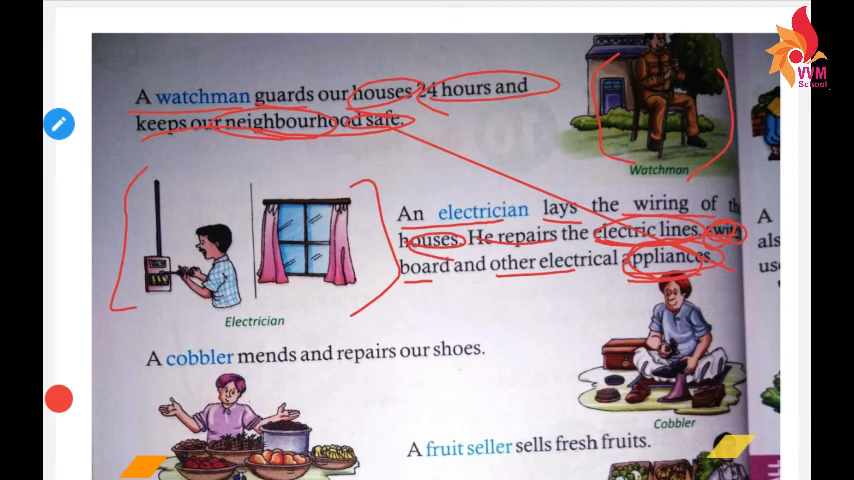 VVM
School
A watchman guards our houses 24 hours and
keeps our neighbourhood safe.
Watchman
An electrician lays the wiring of the
houses. He repairs the electric lines,
board and other electrical appliances.
A
als
us
Electrician
A cobbler mends and repairs our shoes.
Cobbler
A fruit seller sells fresh fruits.